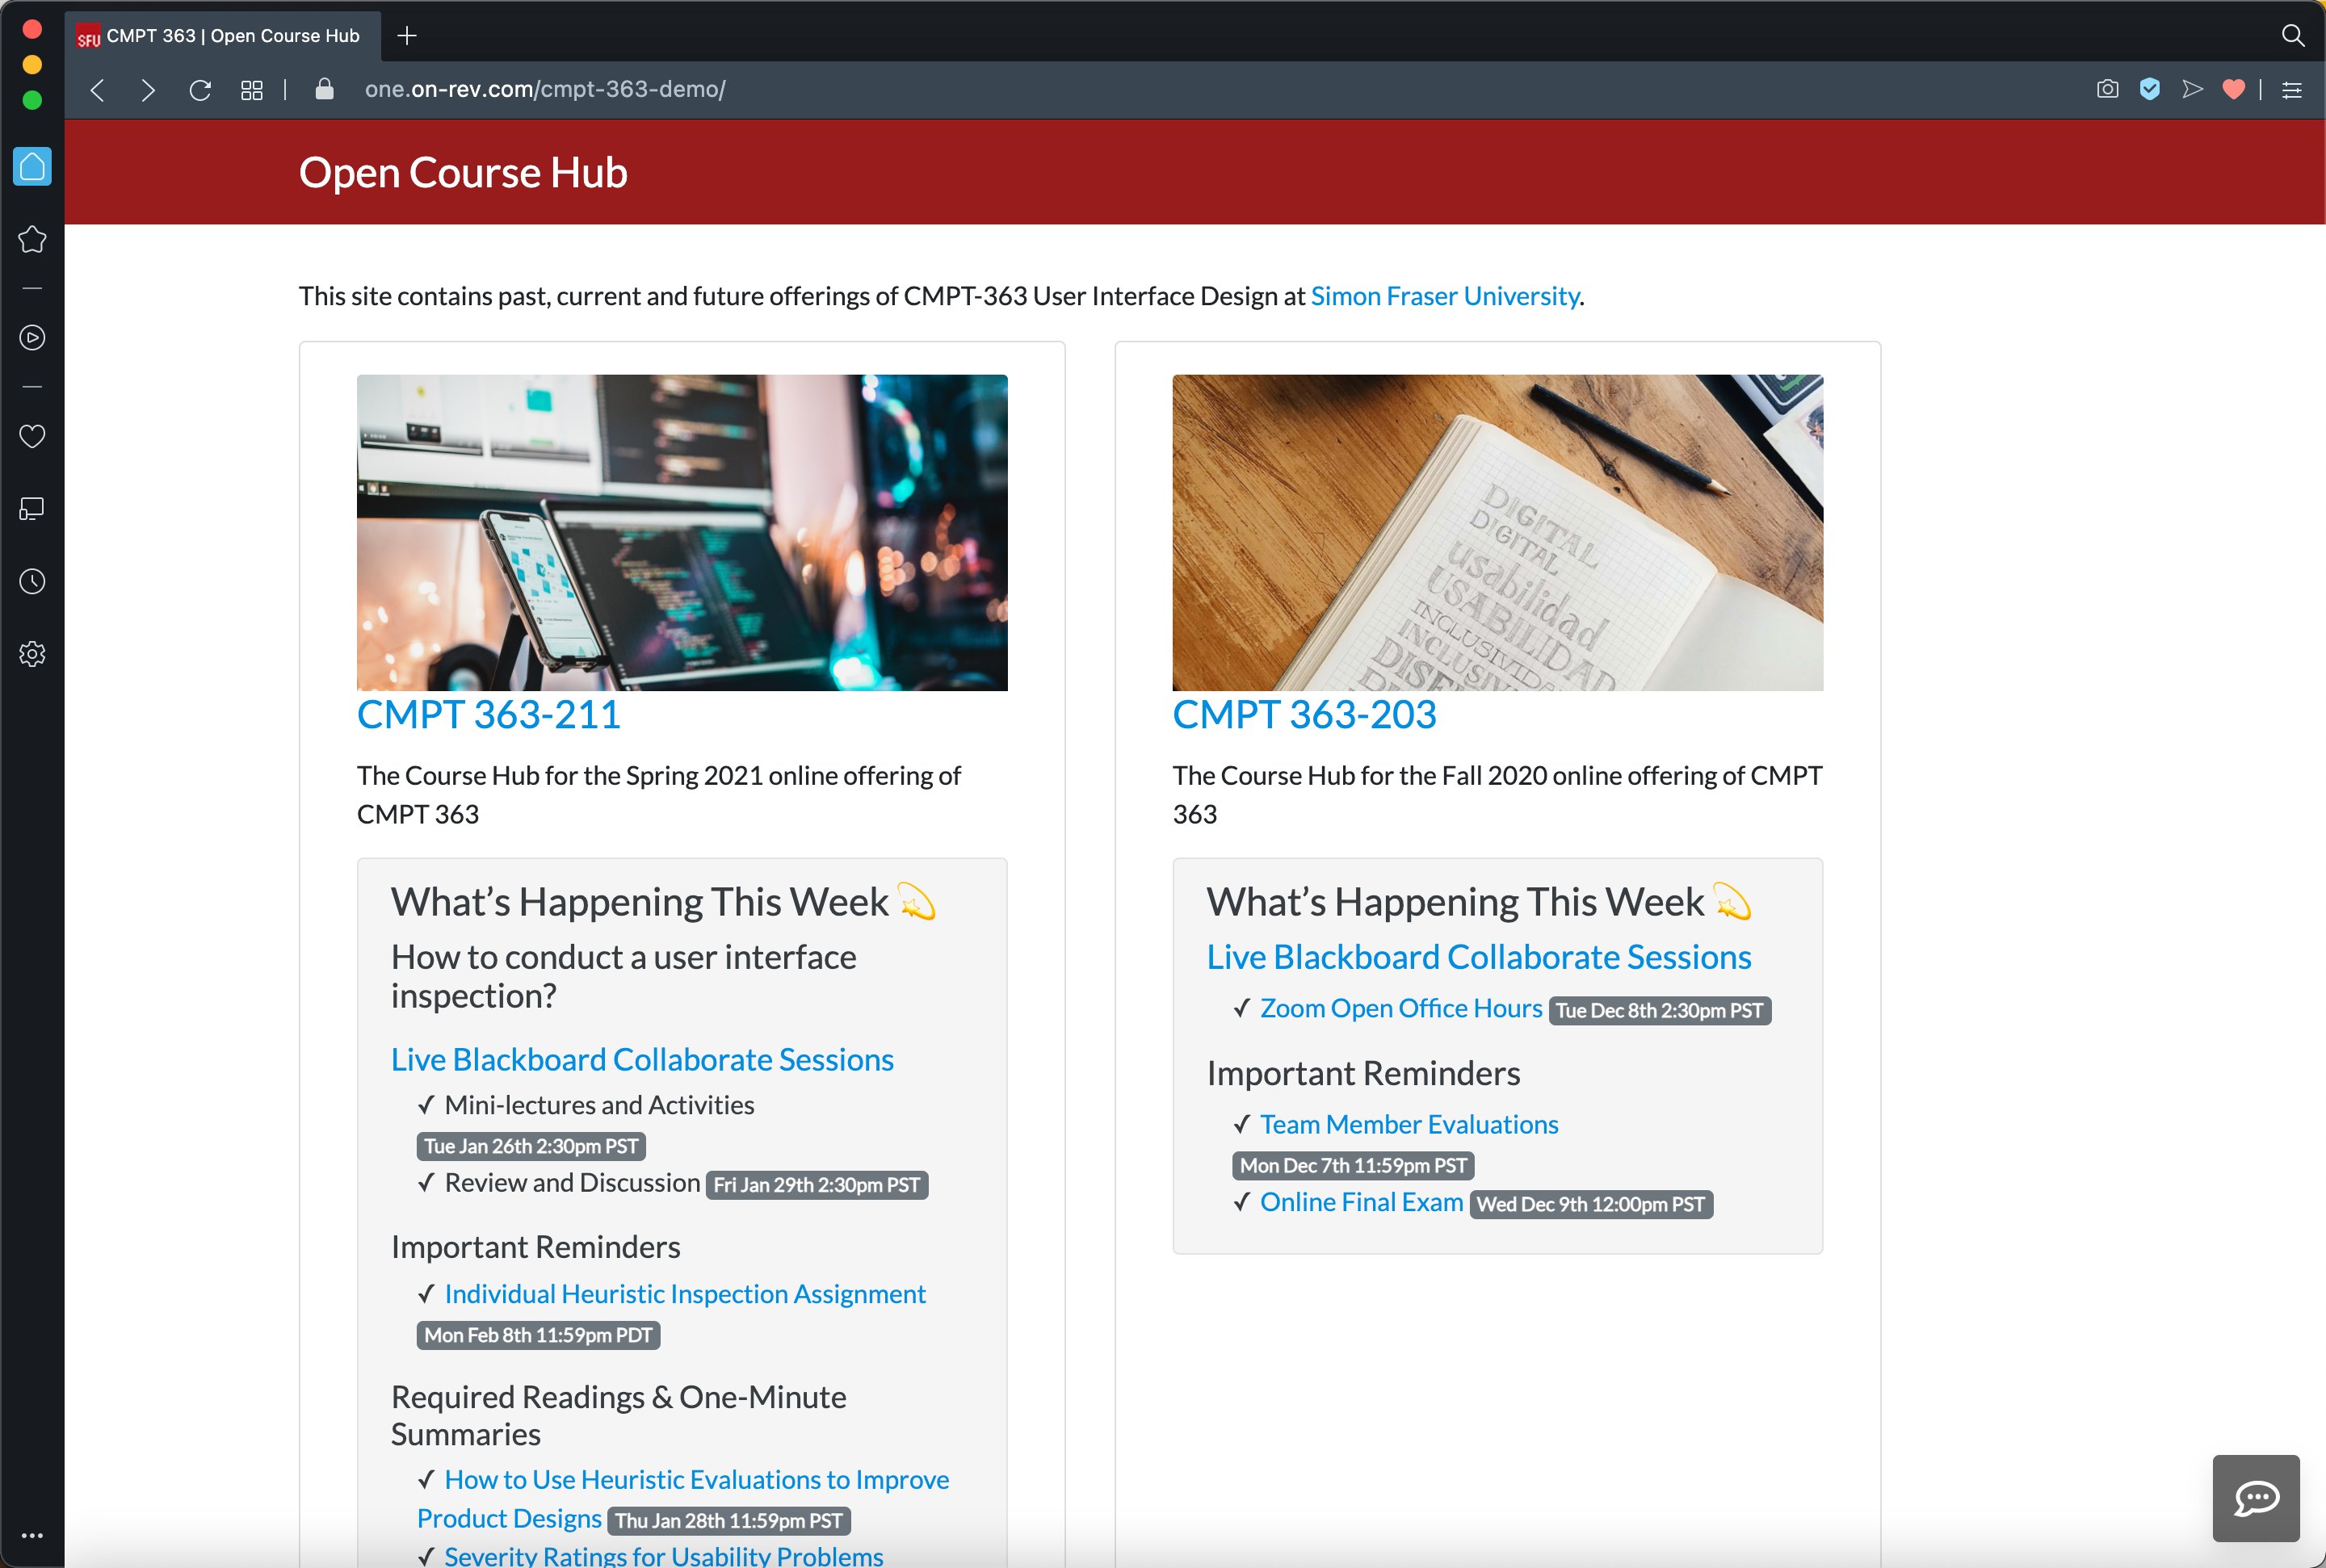 SFU CMPT 363 | Open Course Hub
one.on-rev.com/cmpt-363-demo/
Open Course Hub
This site contains past, current and future offerings of CMPT-363 User Interface Design at Simon Fraser University.
CMPT 363-211
The Course Hub for the Spring 2021 online offering of
CMPT 363
What’s Happening This Week 💫
How to conduct a user interface
inspection?
Live Blackboard Collaborate Sessions
✓ Mini-lectures and Activities
Tue Jan 26th 2:30pm PST
✓ Review and Discussion Fri Jan 29th 2:30pm PST
Important Reminders
✓ Individual Heuristic Inspection Assignment
Mon Feb 8th 11:59pm PDT
Required Readings & One-Minute
Summaries
✓ How to Use Heuristic Evaluations to Improve
Product Designs Thu Jan 28th 11:59pm PST
✓ Severity Ratings for Usability Problems
DIGITAL
DIGITAL
usabilidad
USABILIDAD
CMPT 363-203
The Course Hub for the Fall 2020 online offering of CMPT
363
What’s Happening This Week 💫
Live Blackboard Collaborate Sessions
✓ Zoom Open Office Hours Tue Dec 8th 2:30pm PST
Important Reminders
✓ Team Member Evaluations
Mon Dec 7th 11:59pm PST
✓ Online Final Exam Wed Dec 9th 12:00pm PST